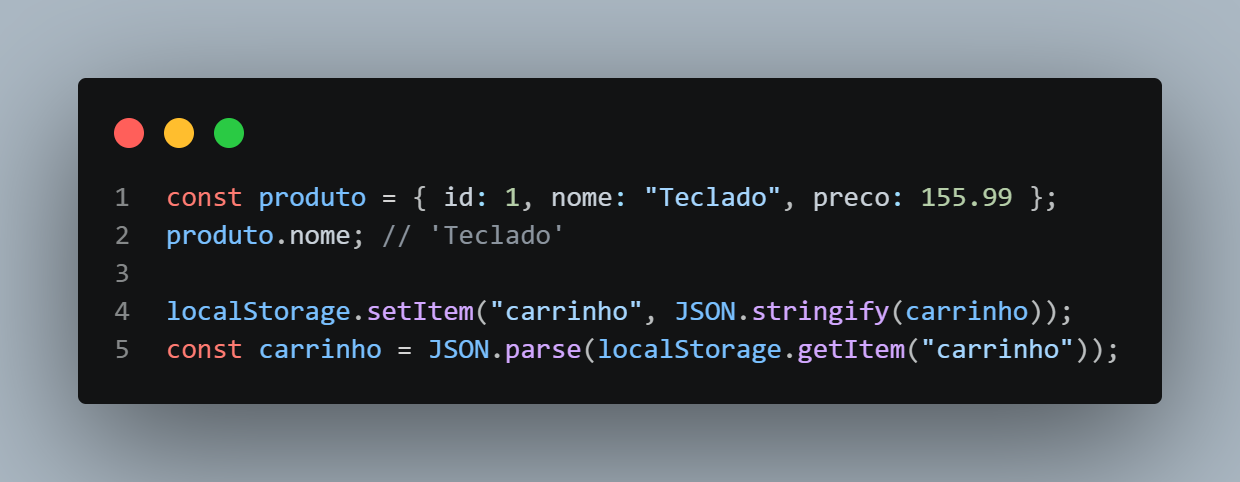 1 const produto = { id: 1, nome: "Teclado", preco: 155.99 };
2 produto.nome; // 'Teclado'
3
4 localStorage.setItem("carrinho", JSON.stringify(carrinho));
5 const carrinho = JSON.parse(localStorage.getItem("carrinho"));